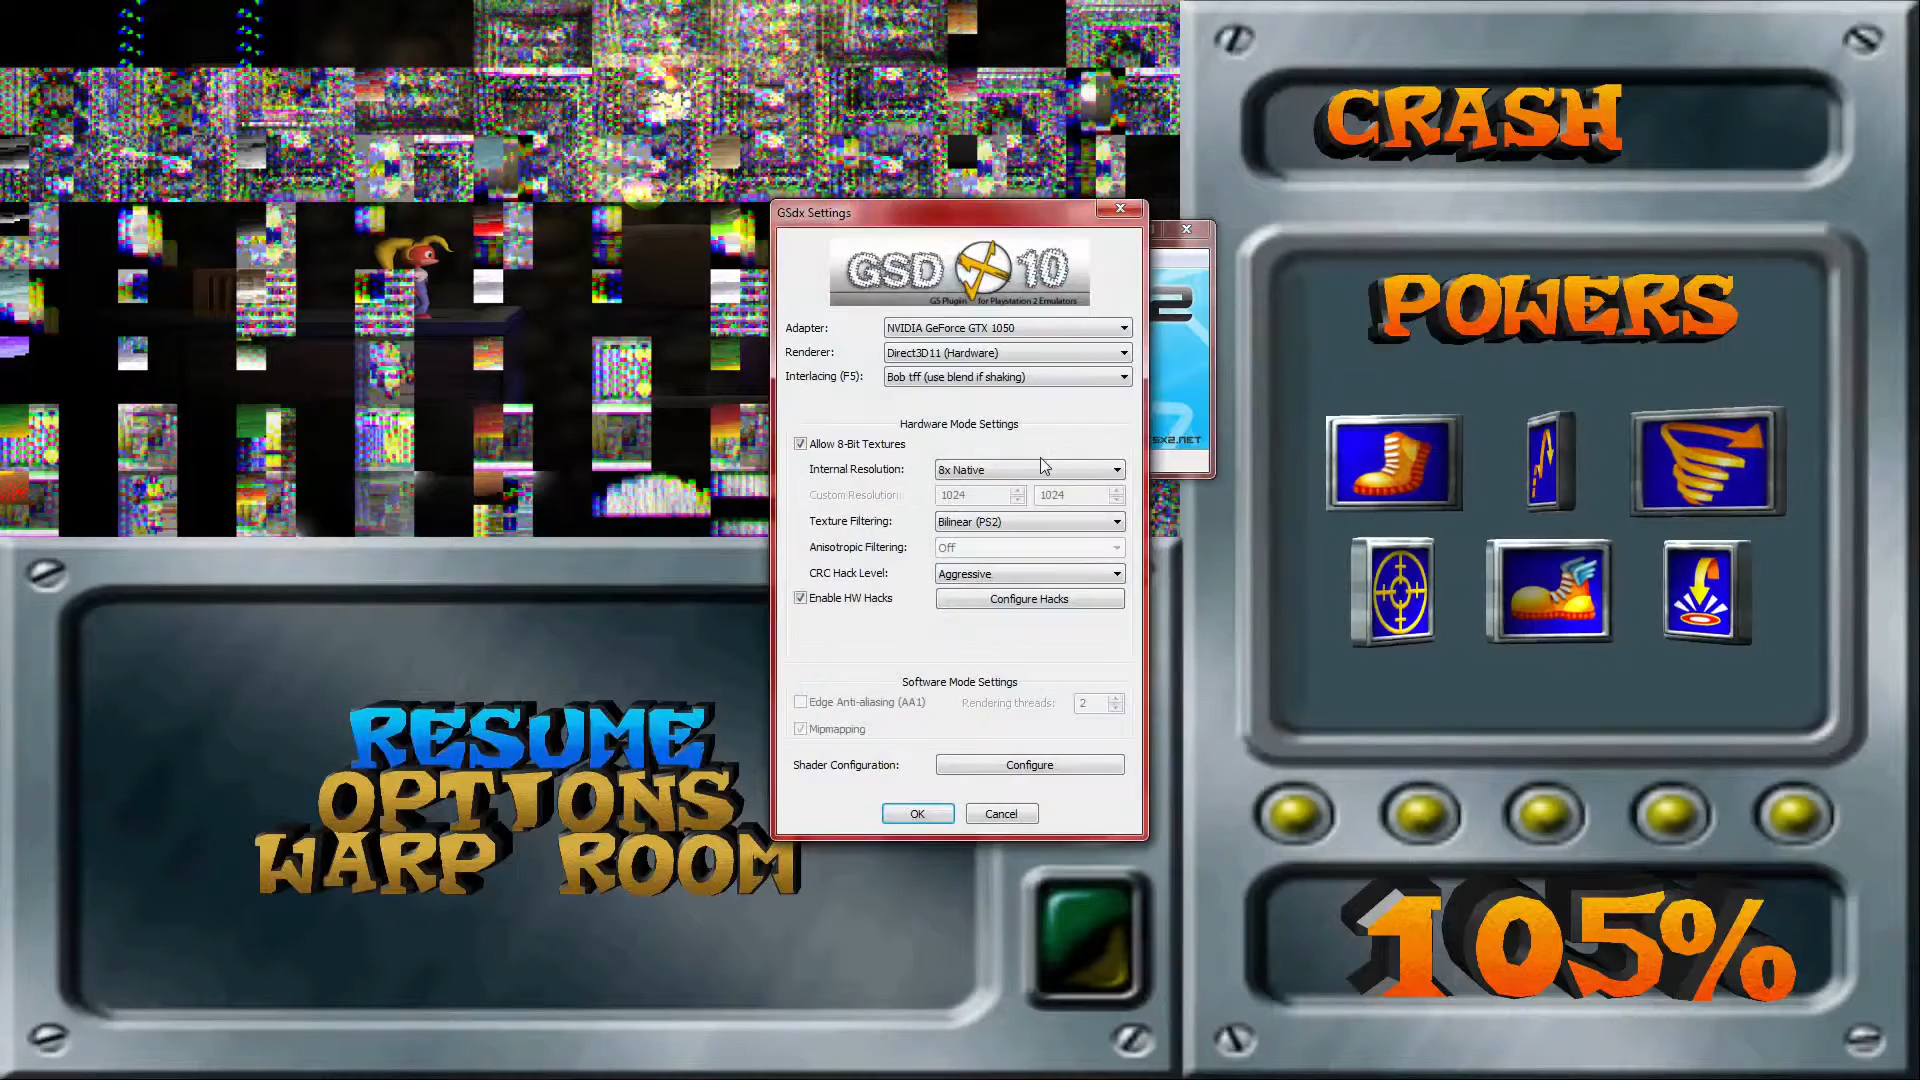 CRASH
POWERS
105%
RESUME
OPTIONS
WARP ROOM
GSdx Settings
GSD 10
GS Plugin for Playstation 2 Emulators
Adapter: NVIDIA GeForce GTX 1050
Renderer: Direct3D11 (Hardware)
Interlacing (F5): Bob tff (use blend if shaking)
Hardware Mode Settings
Allow 8-Bit Textures
Internal Resolution: 8x Native
Custom Resolution: 1024 1024
Texture Filtering: Bilinear (PS2)
Anisotropic Filtering: Off
CRC Hack Level: Aggressive
Enable HW Hacks Configure Hacks
Software Mode Settings
Edge Anti-aliasing (AA1) Rendering threads: 2
Mipmapping
Shader Configuration: Configure
OK Cancel
2
SX2.NET